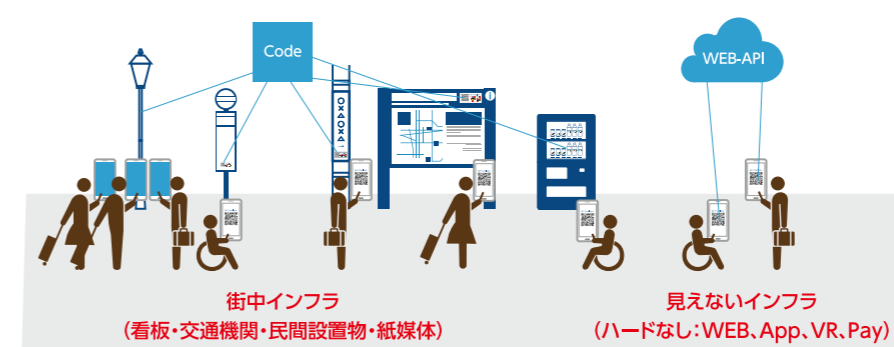 Code
WEB-API
○×△○×△
街中インフラ
(看板・交通機関・民間設置物・紙媒体)
見えないインフラ
(ハードなし:WEB、App、VR、Pay)